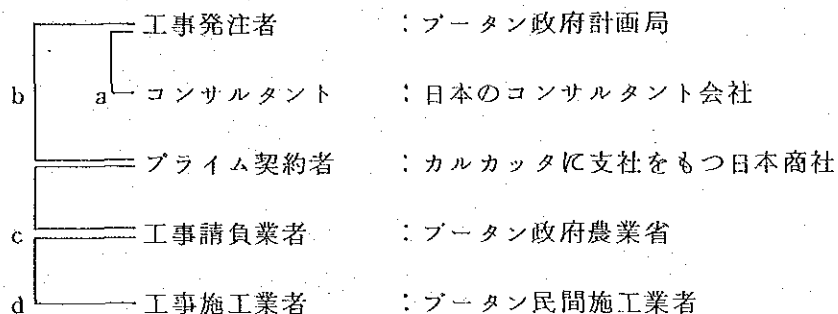 工事発注者 :ブータン政府計画局
b a コンサルタント :日本のコンサルタント会社
プライム契約者 :カルカッタに支社をもつ日本商社
c 工事請負業者 :ブータン政府農業省
d 工事施工業者 :ブータン民間施工業者